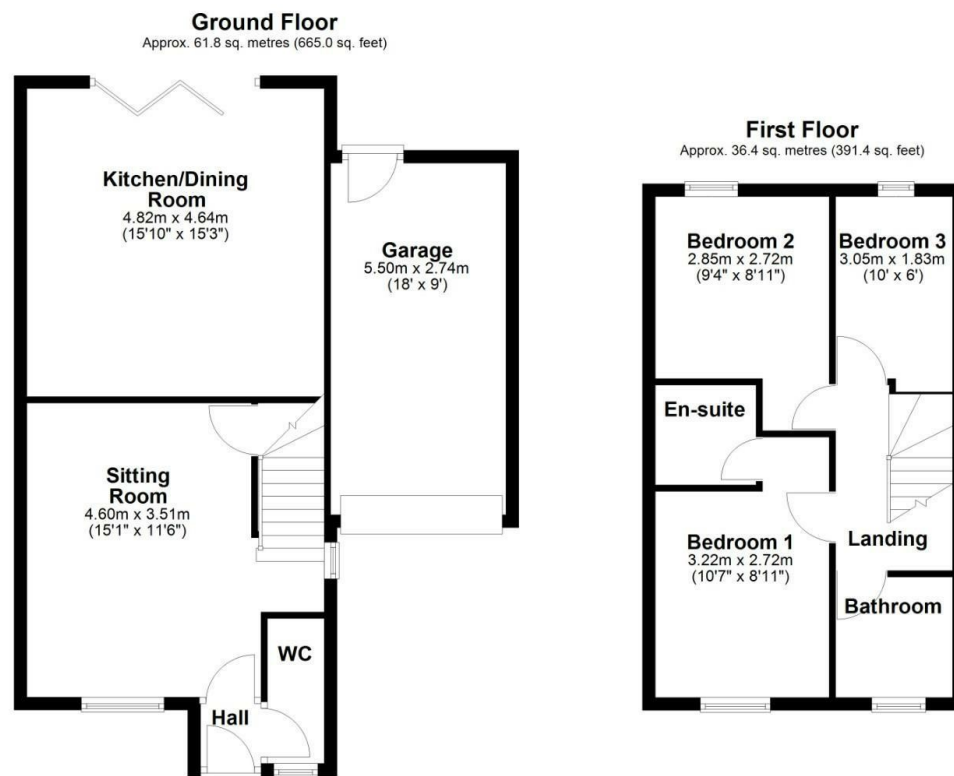 Ground Floor
Approx. 61.8 sq. metres (665.0 sq. feet)
Kitchen/Dining
Room
4.82m x 4.64m
(15'10" x 15'3")
Garage
5.50m x 2.74m
(18' x 9')
Sitting
Room
4.60m x 3.51m
(15'1" x 11'6")
WC
Hall
First Floor
Approx. 36.4 sq. metres (391.4 sq. feet)
Bedroom 2
2.85m x 2.72m
(9'4" x 8'11")
Bedroom 3
3.05m x 1.83m
(10' x 6')
En-suite
Bedroom 1
3.22m x 2.72m
(10'7" x 8'11")
Landing
Bathroom